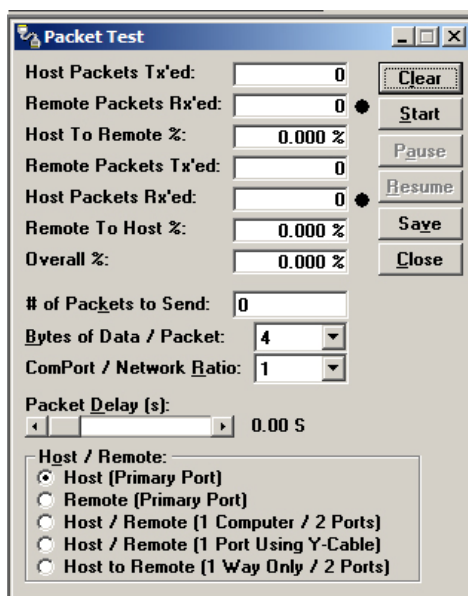 Packet Test
Host Packets Tx'ed: 0
Clear
Remote Packets Rx'ed: 0
Start
Host To Remote %: 0.000 %
Pause
Remote Packets Tx'ed: 0
Host Packets Rx'ed: 0
Resume
Remote To Host %: 0.000 %
Save
Overall %: 0.000 %
Close
# of Packets to Send: 0
Bytes of Data / Packet: 4
ComPort / Network Ratio: 1
Packet Delay (s):
0.00 S
Host / Remote:
Host (Primary Port)
Remote (Primary Port)
Host / Remote (1 Computer / 2 Ports)
Host / Remote (1 Port Using Y-Cable)
Host to Remote (1 Way Only / 2 Ports)